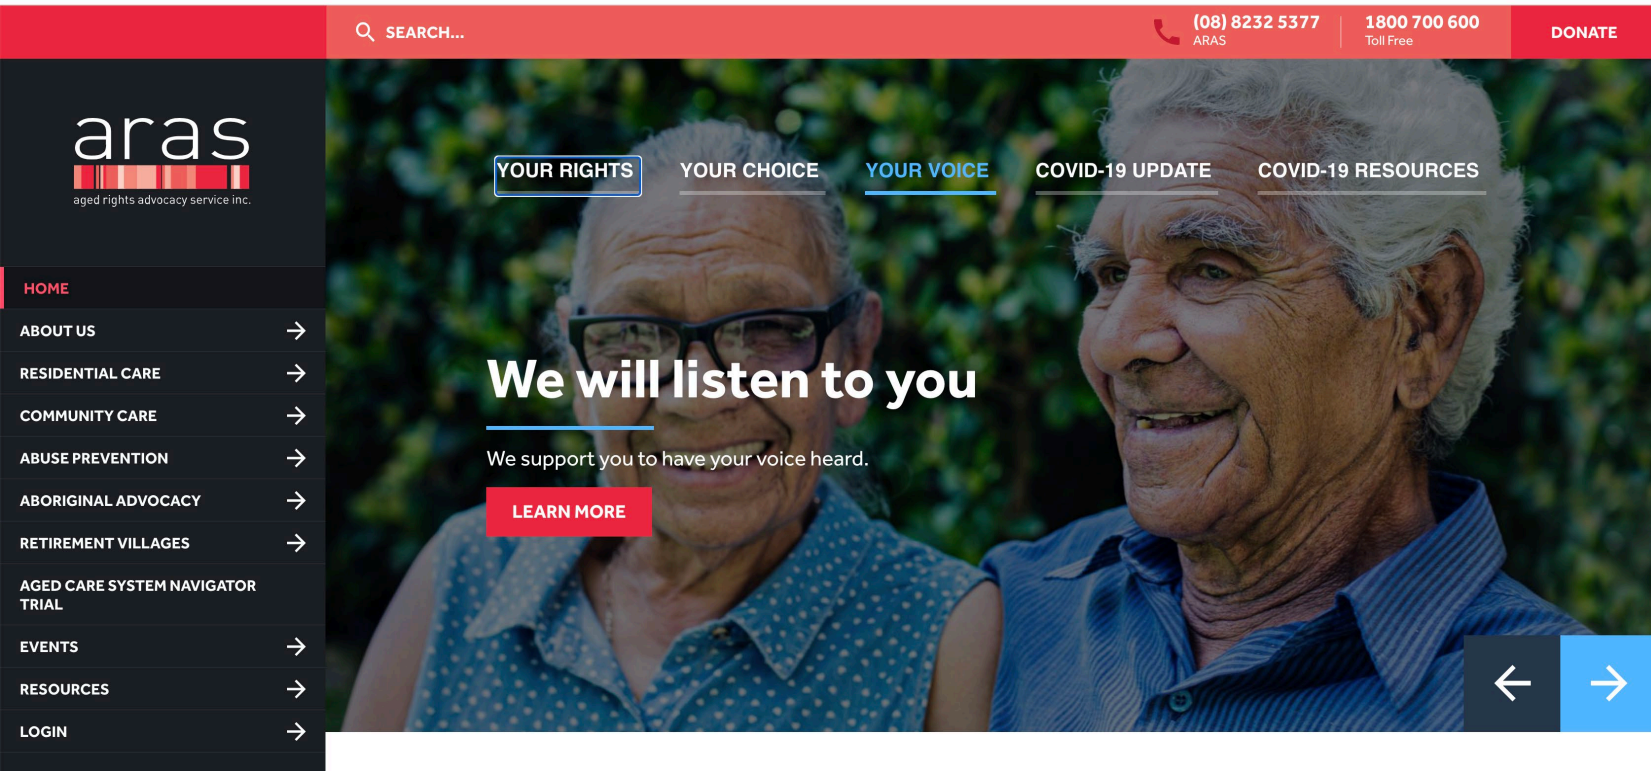 SEARCH...
(08) 8232 5377
ARAS
1800 700 600
Toll Free
DONATE
aras
aged rights advocacy service inc.
HOME
ABOUT US
RESIDENTIAL CARE
COMMUNITY CARE
ABUSE PREVENTION
ABORIGINAL ADVOCACY
RETIREMENT VILLAGES
AGED CARE SYSTEM NAVIGATOR
TRIAL
EVENTS
RESOURCES
LOGIN
YOUR RIGHTS
YOUR CHOICE
YOUR VOICE
COVID-19 UPDATE
COVID-19 RESOURCES
We will listen to you
We support you to have your voice heard.
LEARN MORE